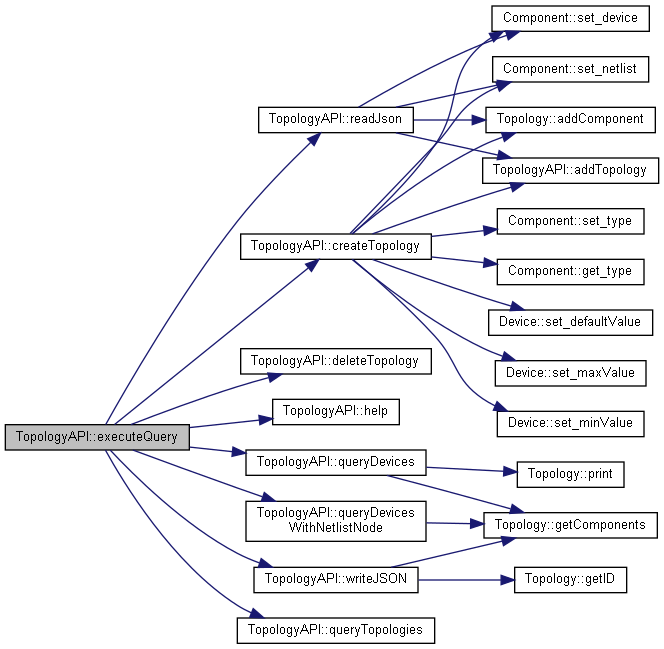 Component::set_device
Component::set_netlist
TopologyAPI::readJson
Topology::addComponent
TopologyAPI::addTopology
Component::set_type
TopologyAPI::createTopology
Component::get_type
Device::set_defaultValue
TopologyAPI::deleteTopology
Device::set_maxValue
TopologyAPI::help
Device::set_minValue
TopologyAPI::executeQuery
TopologyAPI::queryDevices
Topology::print
TopologyAPI::queryDevices
WithNetlistNode
Topology::getComponents
TopologyAPI::writeJSON
Topology::getID
TopologyAPI::queryTopologies